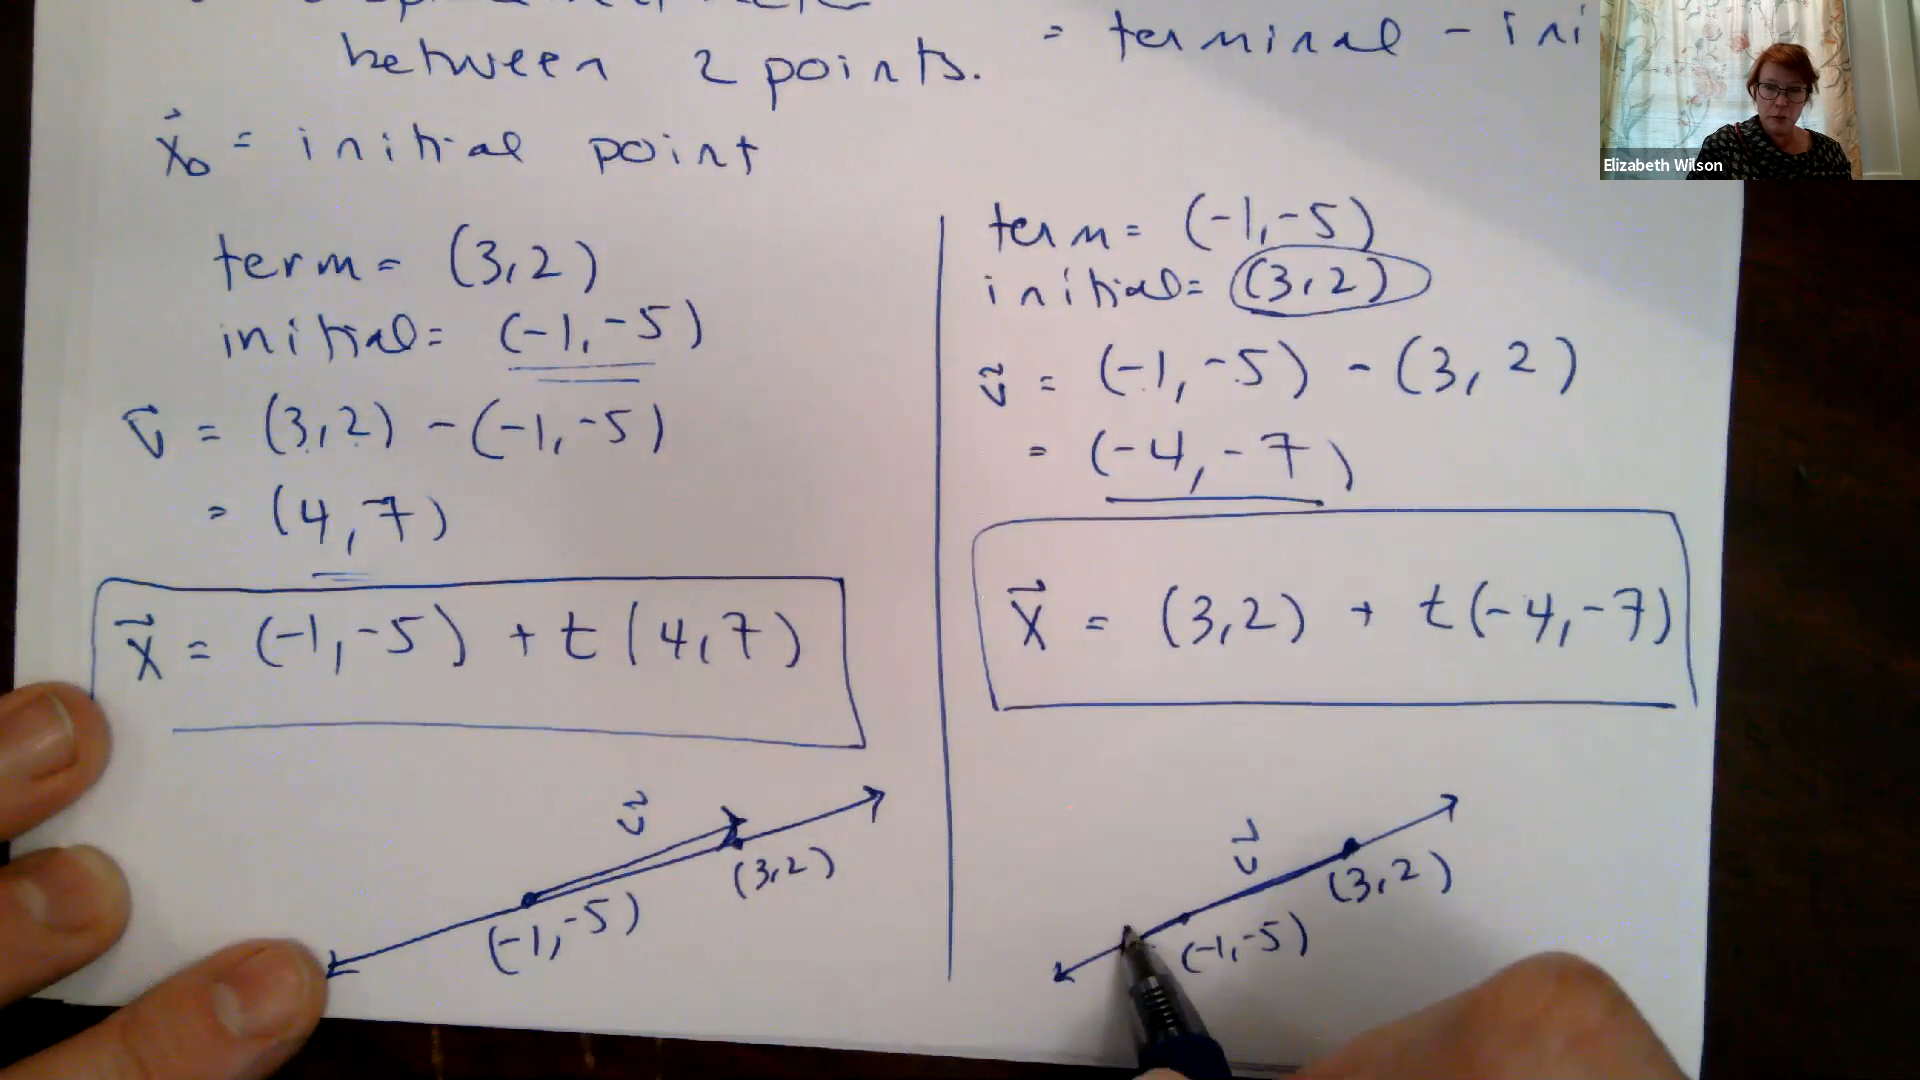 between 2 points.
= terminal - ini
Elizabeth Wilson
x⃗₀ = initial point
term = (3,2)
initial = (-1,-5)
v⃗ = (3,2) - (-1,-5)
= (4,7)
x⃗ = (-1,-5) + t(4,7)
v⃗
(-1,-5)
(3,2)
term = (-1,-5)
initial = (3,2)
v⃗ = (-1,-5) - (3,2)
= (-4,-7)
x⃗ = (3,2) + t(-4,-7)
v⃗
(3,2)
(-1,-5)